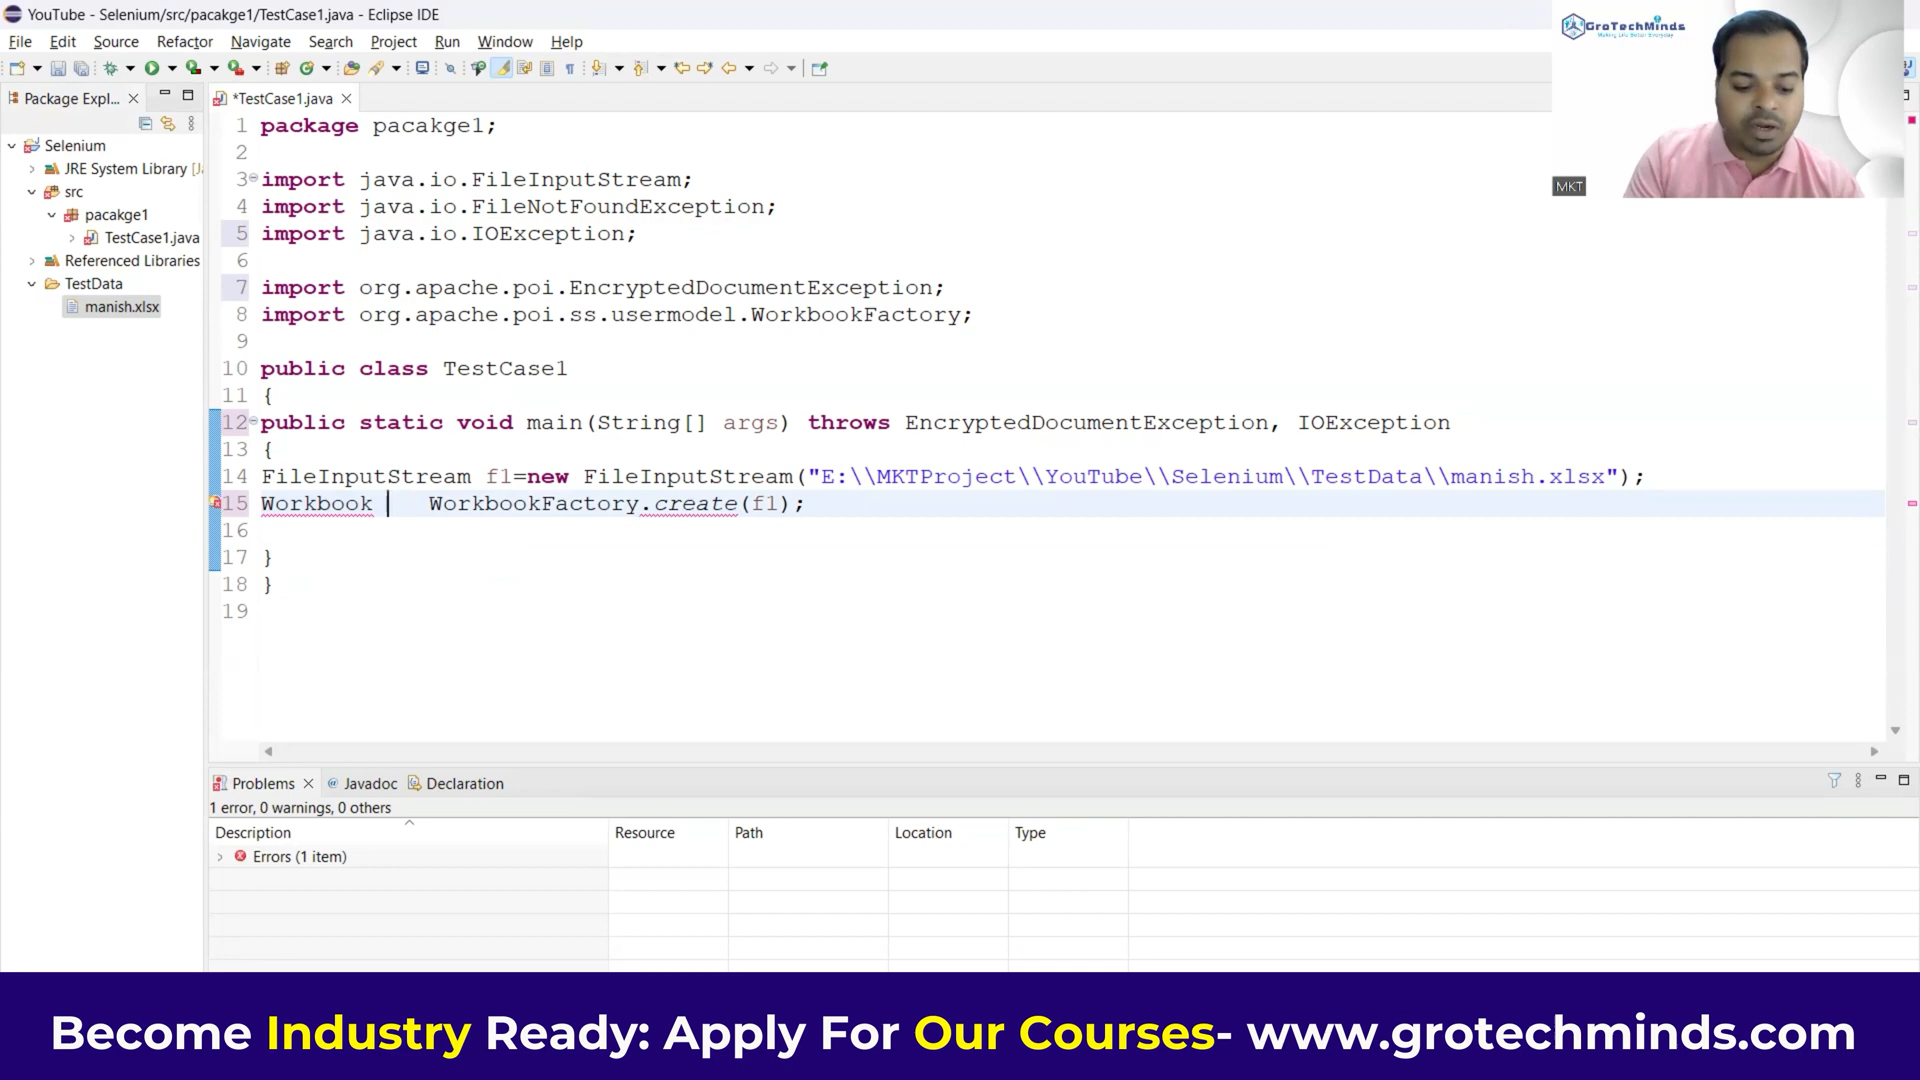 YouTube - Selenium/src/pacakge1/TestCase1.java - Eclipse IDE
File Edit Source Refactor Navigate Search Project Run Window Help
GroTechMinds
Making Life Better Everyday
MKT
Package Expl...
*TestCase1.java
Selenium
JRE System Library [J
src
pacakge1
TestCase1.java
Referenced Libraries
TestData
manish.xlsx
1 package pacakge1;
2
3 import java.io.FileInputStream;
4 import java.io.FileNotFoundException;
5 import java.io.IOException;
6
7 import org.apache.poi.EncryptedDocumentException;
8 import org.apache.poi.ss.usermodel.WorkbookFactory;
9
10 public class TestCase1
11 {
12 public static void main(String[] args) throws EncryptedDocumentException, IOException
13 {
14 FileInputStream f1=new FileInputStream("E:\\MKTProject\\YouTube\\Selenium\\TestData\\manish.xlsx");
15 Workbook WorkbookFactory.create(f1);
16
17 }
18 }
19
Problems Javadoc Declaration
1 error, 0 warnings, 0 others
Description Resource Path Location Type
Errors (1 item)
Become Industry Ready: Apply For Our Courses- www.grotechminds.com